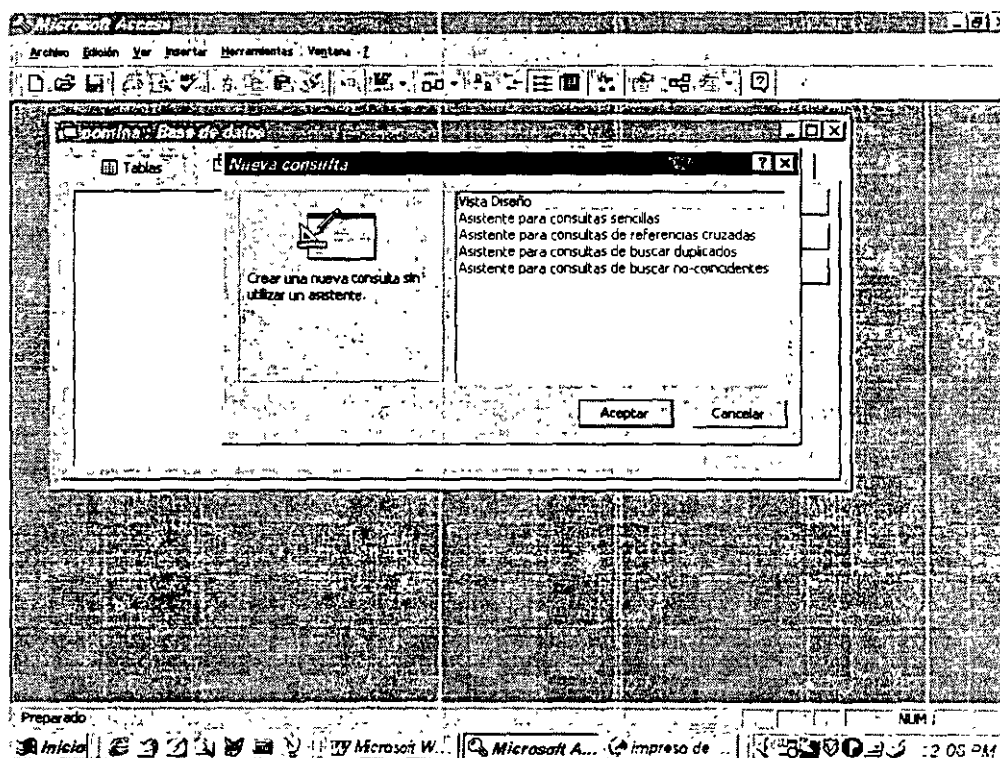 Microsoft Access
Archivo Edición Ver Insertar Herramientas Ventana ?
nomina : Base de datos
Tablas
Nueva consulta
Crear una nueva consulta sin
utilizar un asistente.
Vista Diseño
Asistente para consultas sencillas
Asistente para consultas de referencias cruzadas
Asistente para consultas de buscar duplicados
Asistente para consultas de buscar no-coincidentes
Aceptar Cancelar
Preparado NUM
Inicio Microsoft W... Microsoft A... impreso de ... 12:06 PM